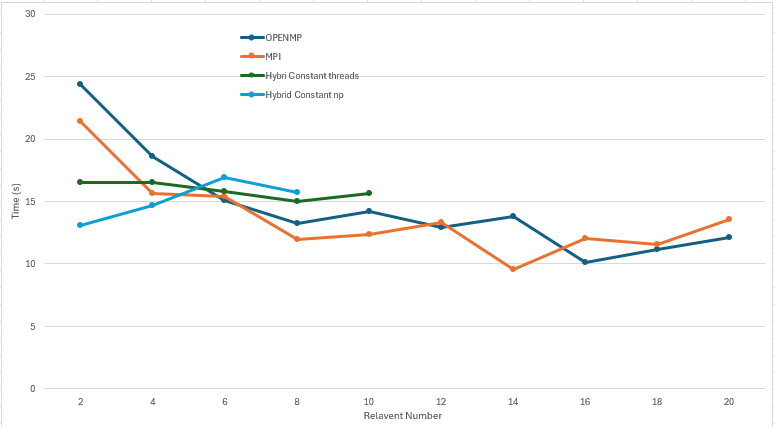 30
OPENMP
MPI
Hybri Constant threads
Hybrid Constant np
25
20
15
10
5
0
Time (s)
2 4 6 8 10 12 14 16 18 20
Relavent Number